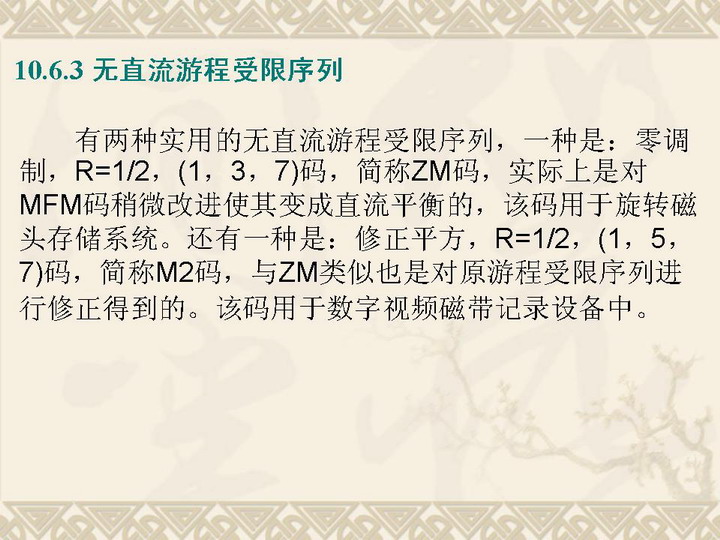 10.6.3 无直流游程受限序列
有两种实用的无直流游程受限序列，一种是：零调
制，R=1/2，(1，3，7)码，简称ZM码，实际上是对
MFM码稍微改进使其变成直流平衡的，该码用于旋转磁
头存储系统。还有一种是：修正平方，R=1/2，(1，5，
7)码，简称M2码，与ZM类似也是对原游程受限序列进
行修正得到的。该码用于数字视频磁带记录设备中。